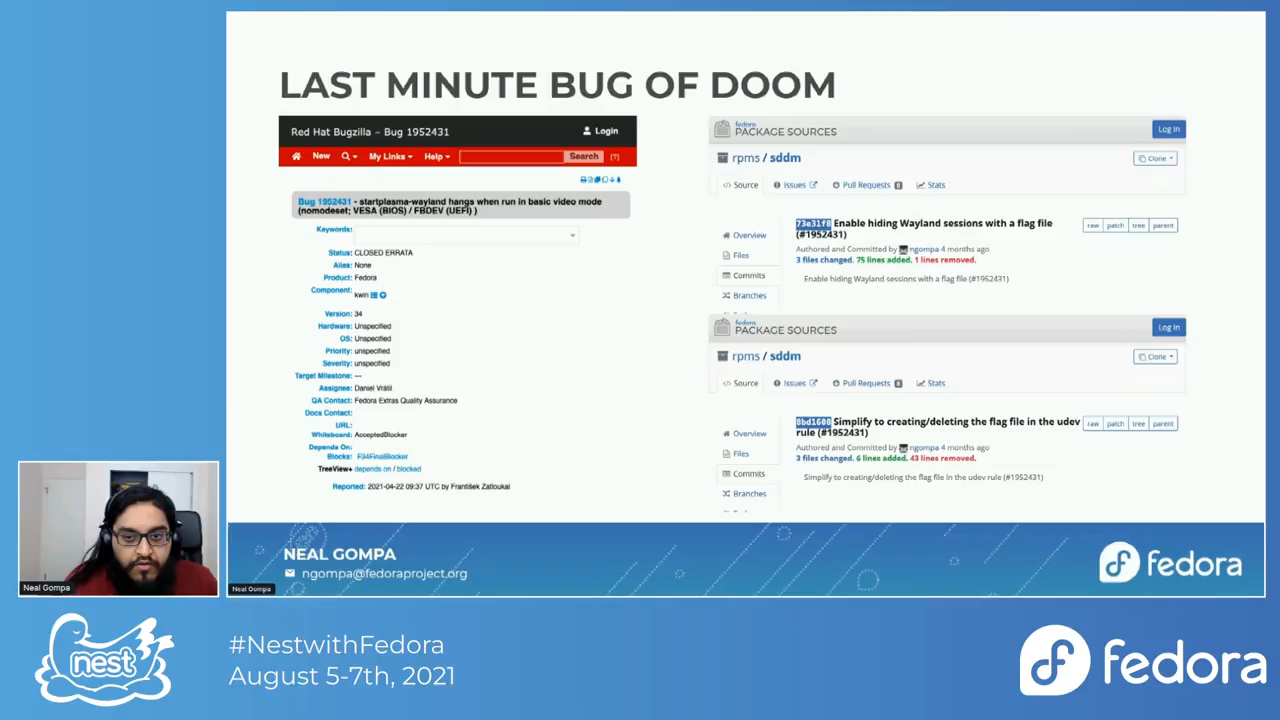 LAST MINUTE BUG OF DOOM
Red Hat Bugzilla – Bug 1952431
Login
New
My Links
Help
Search
[?]
Bug 1952431 - startplasma-wayland hangs when run in basic video mode
(nomodeset; VESA (BIOS) / FBDEV (UEFI) )
Keywords:
Status: CLOSED ERRATA
Alias: None
Product: Fedora
Component: kwin
Version: 34
Hardware: Unspecified
OS: Unspecified
Priority: unspecified
Severity: unspecified
Target Milestone: ---
Assignee: Daniel Vrátil
QA Contact: Fedora Extras Quality Assurance
Docs Contact:
URL:
Whiteboard: AcceptedBlocker
Depends On:
Blocks: F34FinalBlocker
TreeView+ depends on / blocked
Reported: 2021-04-22 09:37 UTC by František Zatloukal
fedora
PACKAGE SOURCES
Log In
rpms / sddm
Clone
Source
Issues
Pull Requests 0
Stats
Overview
Files
Commits
Branches
73e31f8 Enable hiding Wayland sessions with a flag file
(#1952431)
raw patch tree parent
Authored and Committed by ngompa 4 months ago
3 files changed. 75 lines added. 1 lines removed.
Enable hiding Wayland sessions with a flag file (#1952431)
fedora
PACKAGE SOURCES
Log In
rpms / sddm
Clone
Source
Issues
Pull Requests 0
Stats
Overview
Files
Commits
Branches
8bd1608 Simplify to creating/deleting the flag file in the udev
rule (#1952431)
raw patch tree parent
Authored and Committed by ngompa 4 months ago
3 files changed. 6 lines added. 43 lines removed.
Simplify to creating/deleting the flag file in the udev rule (#1952431)
NEAL GOMPA
ngompa@fedoraproject.org
fedora
Neal Gompa
Neal Gompa
nest
#NestwithFedora
August 5-7th, 2021
fedora